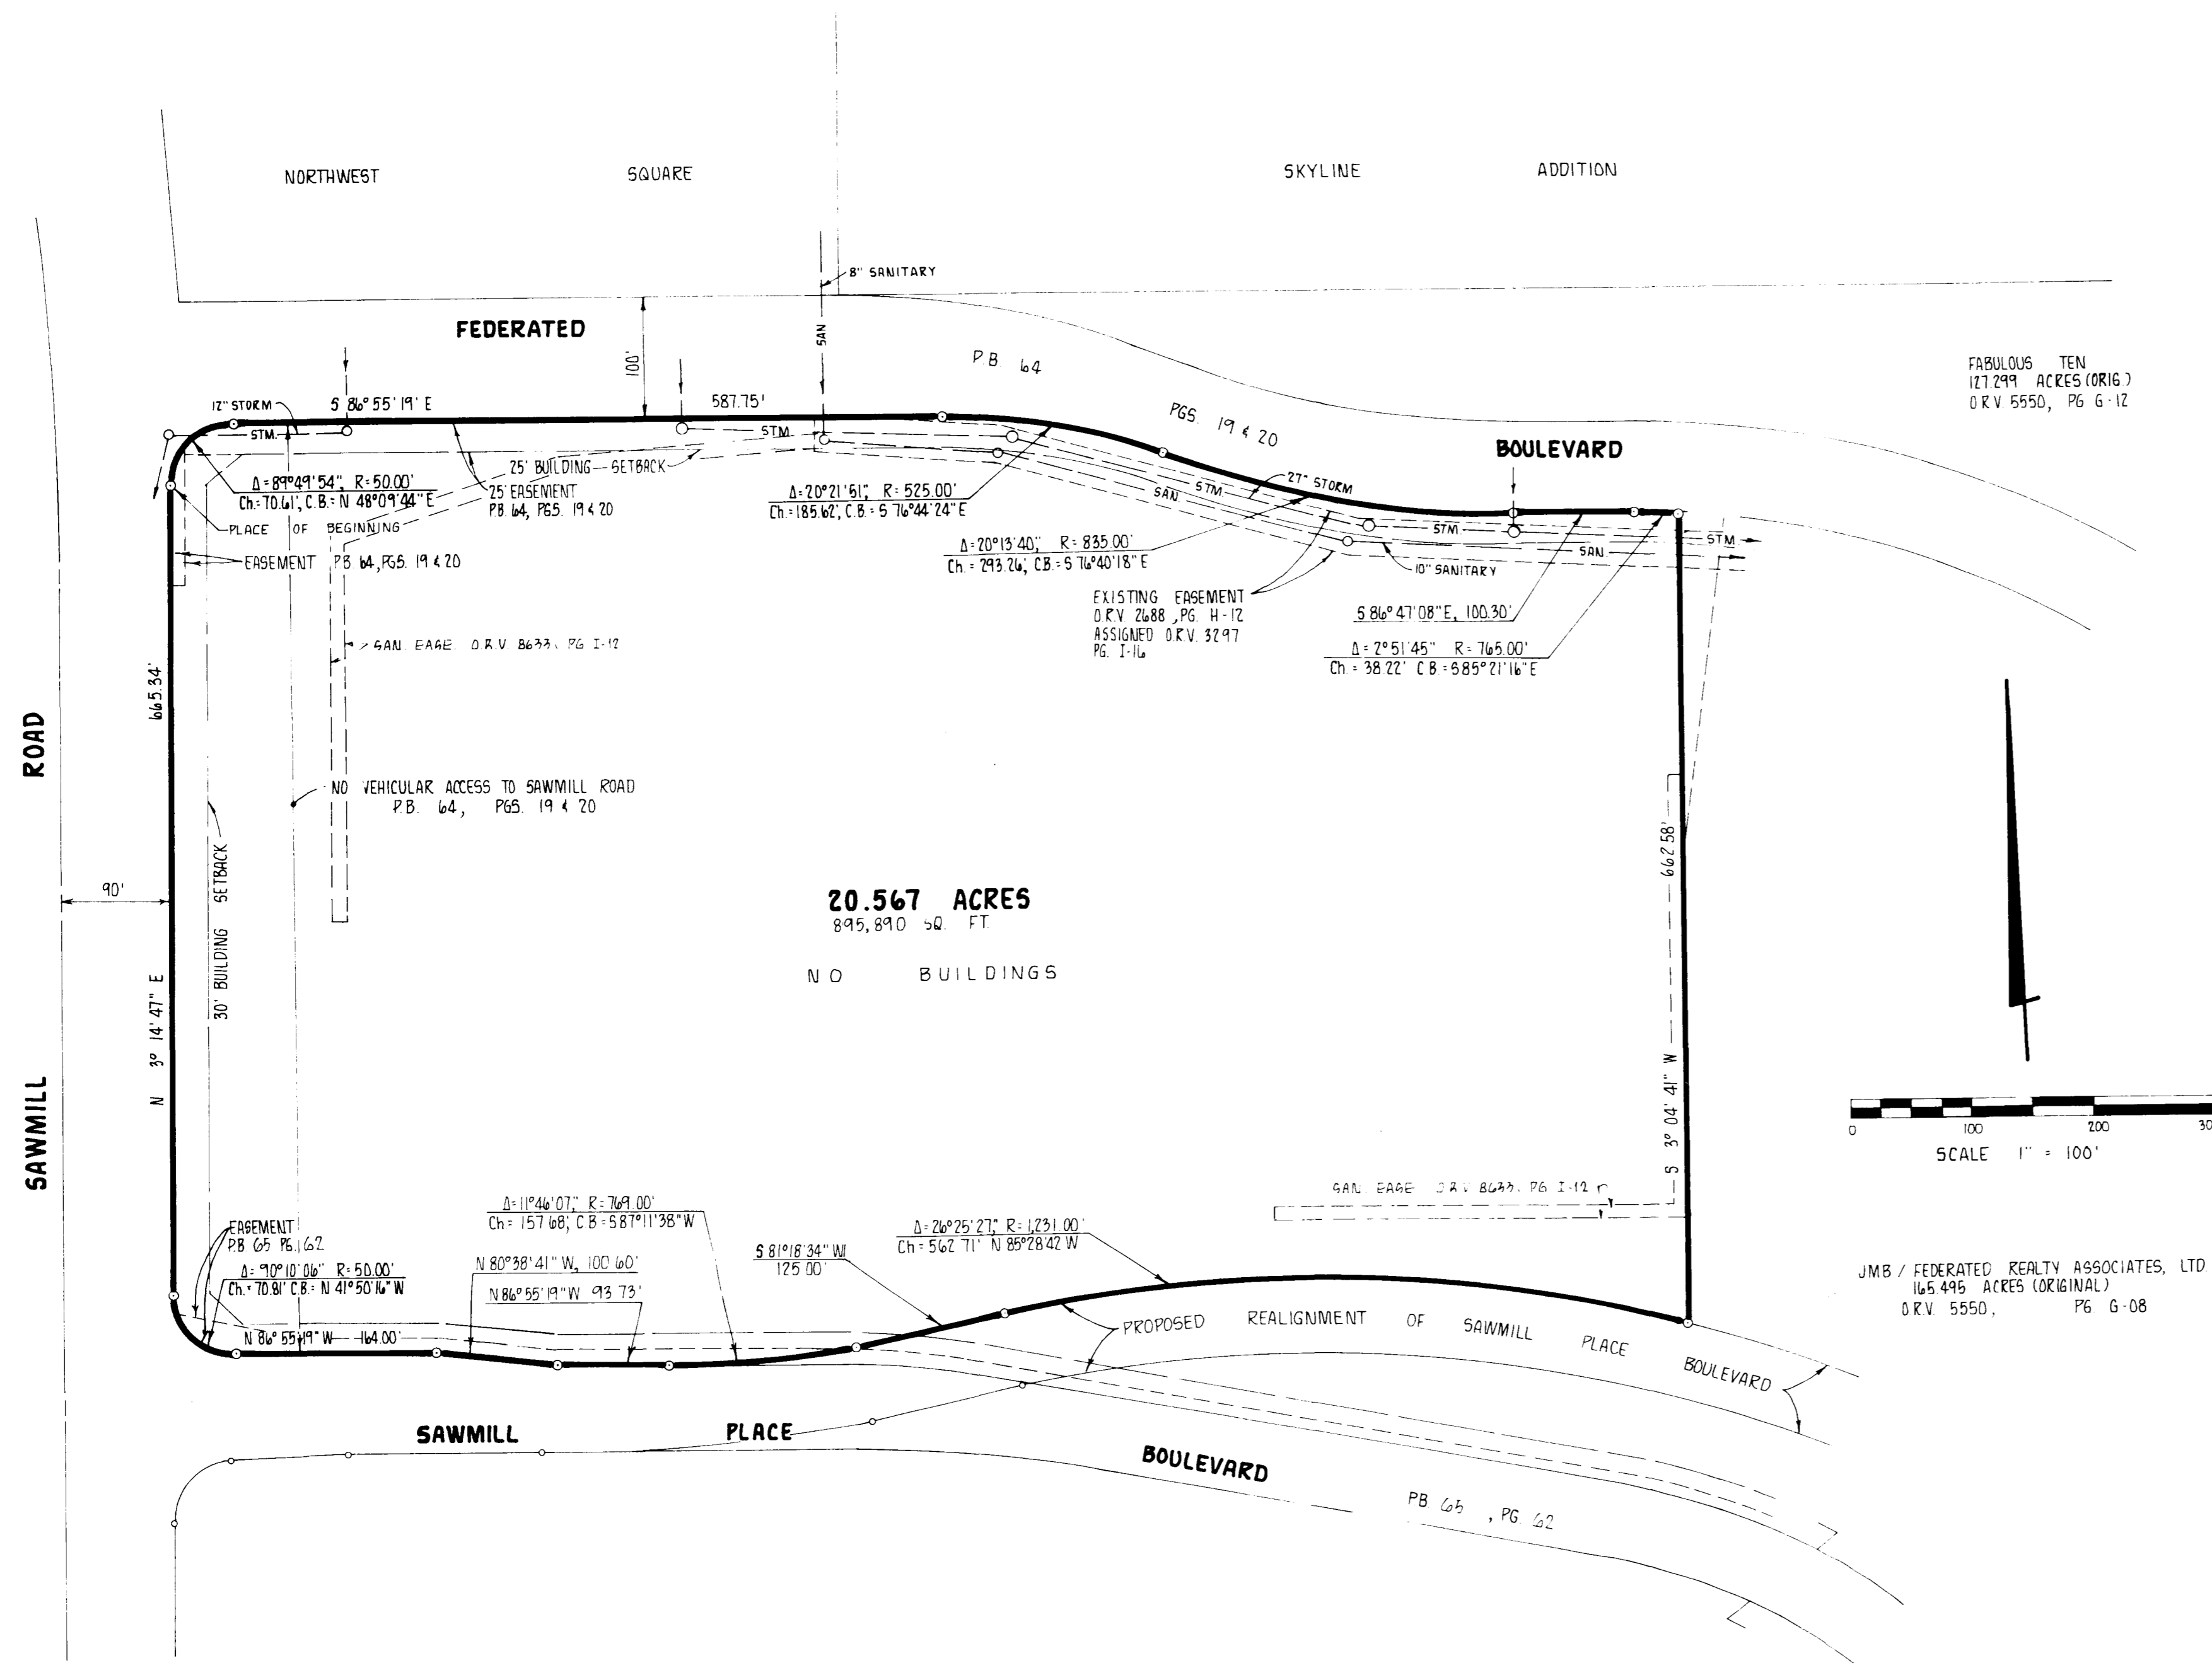 NORTHWEST SQUARE
SKYLINE ADDITION
8" SANITARY
FEDERATED
100'
SAN
P.B 64
PGS. 19 & 20
BOULEVARD
FABULOUS TEN
127.299 ACRES (ORIG.)
O.R.V 5550, PG G-12
12" STORM
S 86° 55' 19" E
587.75'
STM.
STM.
25' BUILDING SETBACK
25' EASEMENT
P.B. 64, PGS. 19 & 20
Δ = 89°49'54", R = 50.00'
Ch.= 70.61', C.B.= N 48°09'44" E
PLACE OF BEGINNING
EASEMENT P.B 64, PGS. 19 & 20
Δ = 20°21'51", R = 525.00'
Ch.= 185.62', C.B.= S 76°44'24" E
27" STORM
STM.
SAN.
Δ = 20°13'40", R = 835.00'
Ch. = 293.26', C.B. = S 76°40'18" E
STM.
SAN.
STM
10" SANITARY
EXISTING EASEMENT
O.R.V. 2688, PG. H-12
ASSIGNED O.R.V. 3297
PG. I-16
S 86° 47' 08" E, 100.30'
Δ = 2° 51' 45" R = 765.00'
Ch. = 38.22' C.B. = S 85° 21' 16" E
SAN. EASE. O.R.V. 8633, PG I-12
665.34'
N 3° 14' 47" E
ROAD
SAWMILL
90'
30' BUILDING SETBACK
NO VEHICULAR ACCESS TO SAWMILL ROAD
P.B. 64, PGS. 19 & 20
20.567 ACRES
895,890 SQ. FT.
NO BUILDINGS
662.58'
S 3° 04' 41" W
0 100 200 30
SCALE 1" = 100'
SAN. EASE O.R.V. 8633, PG I-12
EASEMENT
P.B. 65 PG. 62
Δ = 90° 10' 06" R = 50.00'
Ch. = 70.81' C.B.= N 41° 50' 16" W
N 86° 55' 19" W 164.00'
Δ = 11° 46' 07", R = 769.00'
Ch = 157.68', C.B = S 87° 11' 38" W
N 80° 38' 41" W, 100.60'
N 86° 55' 19" W 93.73'
S 81° 18' 34" W
125.00'
Δ = 26° 25' 27", R = 1,231.00'
Ch = 562.71' N 85° 28' 42 W
PROPOSED REALIGNMENT OF SAWMILL PLACE BOULEVARD
JMB / FEDERATED REALTY ASSOCIATES, LTD
165.495 ACRES (ORIGINAL)
O.R.V. 5550, PG G-08
SAWMILL PLACE
BOULEVARD
P.B. 65, PG. 62